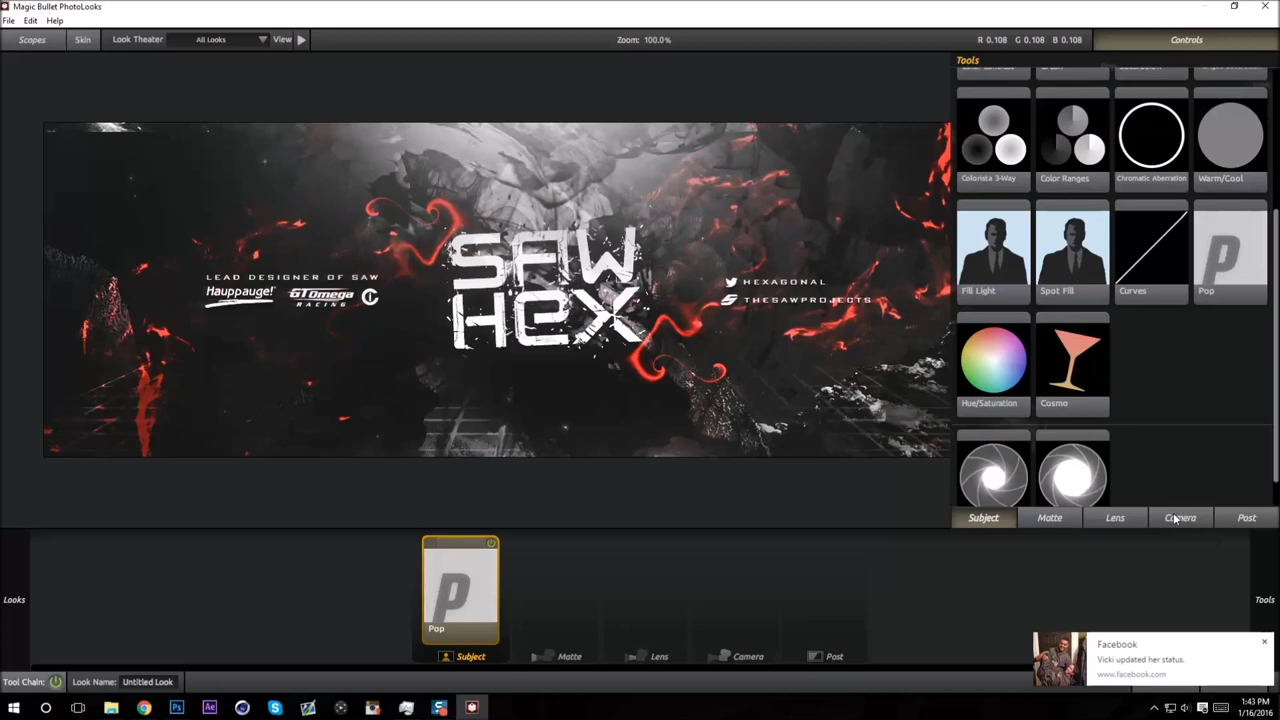 Magic Bullet PhotoLooks
File Edit Help
Scopes Skin Look Theater All Looks View Zoom: 100.0% R 0.108 G 0.108 B 0.108 Controls
Tools
Colorista 3-Way Color Ranges Chromatic Aberration Warm/Cool
Fill Light Spot Fill Curves Pop
Hue/Saturation Cosmo
Subject Matte Lens Camera Post
LEAD DESIGNER OF SAW
Hauppauge! GTOmega RACING
SAW
HEX
HEXAGONAL
THESAWPROJECTS
Looks
P
Pop
Subject Matte Lens Camera Post
Tools
Facebook
Vicki updated her status.
www.facebook.com
Tool Chain: Look Name: Untitled Look
Ps Ae
1:43 PM
1/16/2016